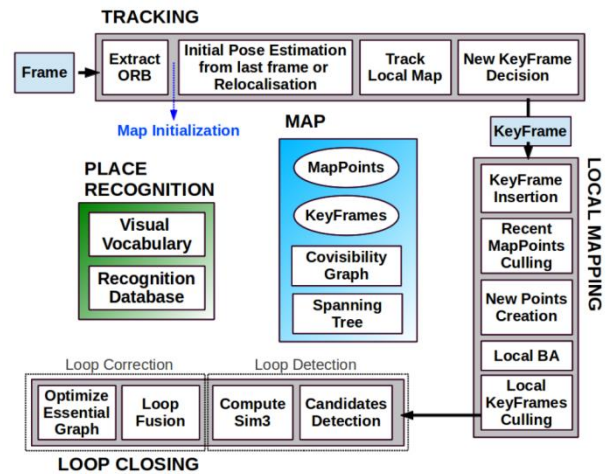 TRACKING
Frame
Extract
ORB
Initial Pose Estimation
from last frame or
Relocalisation
Track
Local Map
New KeyFrame
Decision
Map Initialization
KeyFrame
MAP
MapPoints
KeyFrames
Covisibility
Graph
Spanning
Tree
PLACE
RECOGNITION
Visual
Vocabulary
Recognition
Database
LOCAL MAPPING
KeyFrame
Insertion
Recent
MapPoints
Culling
New Points
Creation
Local BA
Local
KeyFrames
Culling
Loop Correction
Loop Detection
Optimize
Essential
Graph
Loop
Fusion
Compute
Sim3
Candidates
Detection
LOOP CLOSING